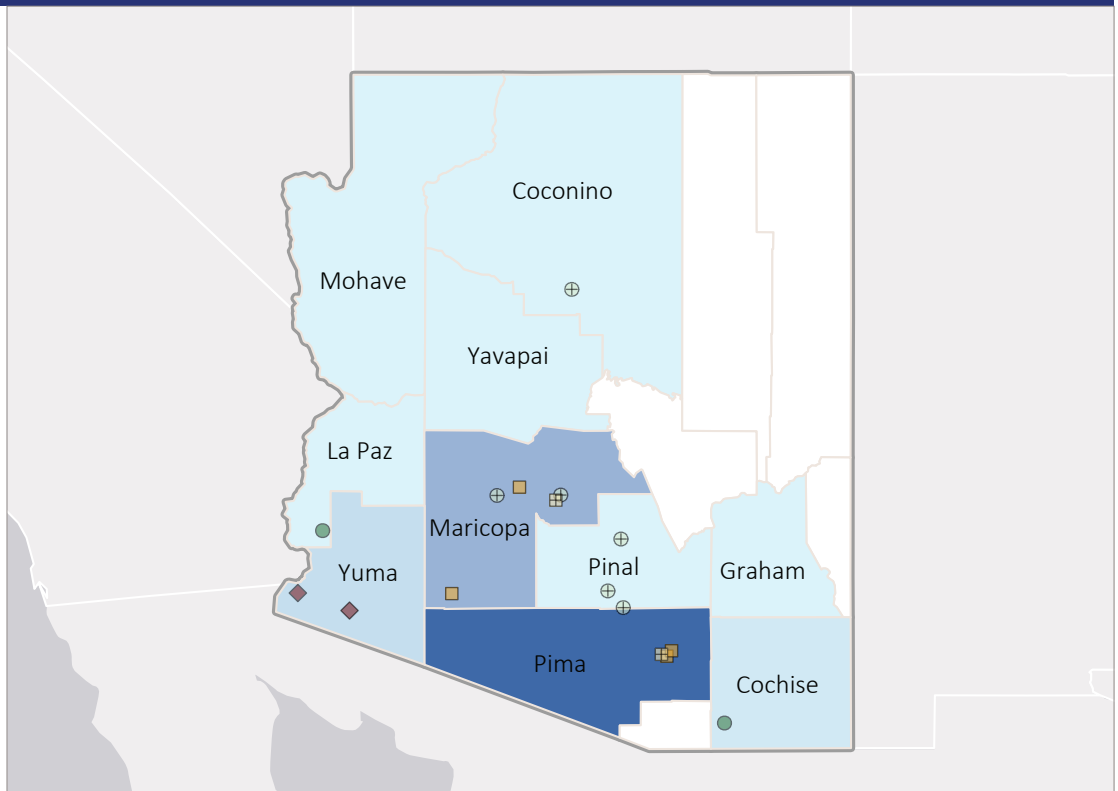 Coconino
Mohave
Yavapai
La Paz
Maricopa
Yuma
Pinal
Graham
Pima
Cochise